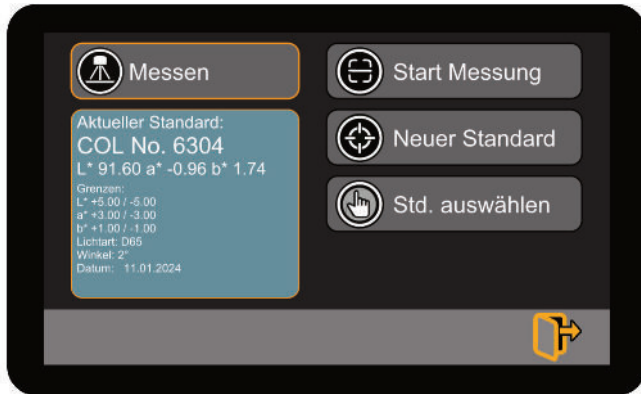 Messen
Aktueller Standard:
COL No. 6304
L* 91.60 a* -0.96 b* 1.74
Grenzen:
L* +5.00 / -5.00
a* +3.00 / -3.00
b* +1.00 / -1.00
Lichtart: D65
Winkel: 2°
Datum: 11.01.2024
Start Messung
Neuer Standard
Std. auswählen